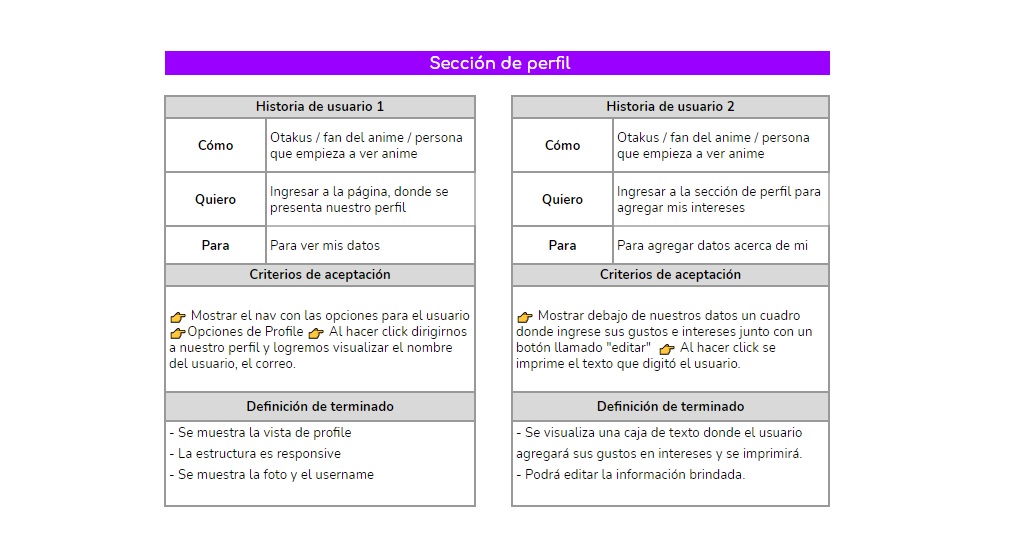 Sección de perfil
Historia de usuario 1
Cómo
Otakus / fan del anime / persona
que empieza a ver anime
Quiero
Ingresar a la página, donde se
presenta nuestro perfil
Para
Para ver mis datos
Criterios de aceptación
👉 Mostrar el nav con las opciones para el usuario
👉Opciones de Profile 👉 Al hacer click dirigirnos
a nuestro perfil y logremos visualizar el nombre
del usuario, el correo.
Definición de terminado
- Se muestra la vista de profile
- La estructura es responsive
- Se muestra la foto y el username
Historia de usuario 2
Cómo
Otakus / fan del anime / persona
que empieza a ver anime
Quiero
Ingresar a la sección de perfil para
agregar mis intereses
Para
Para agregar datos acerca de mi
Criterios de aceptación
👉 Mostrar debajo de nuestros datos un cuadro
donde ingrese sus gustos e intereses junto con un
botón llamado "editar" 👉 Al hacer click se
imprime el texto que digitó el usuario.
Definición de terminado
- Se visualiza una caja de texto donde el usuario
agregará sus gustos en intereses y se imprimirá.
- Podrá editar la información brindada.